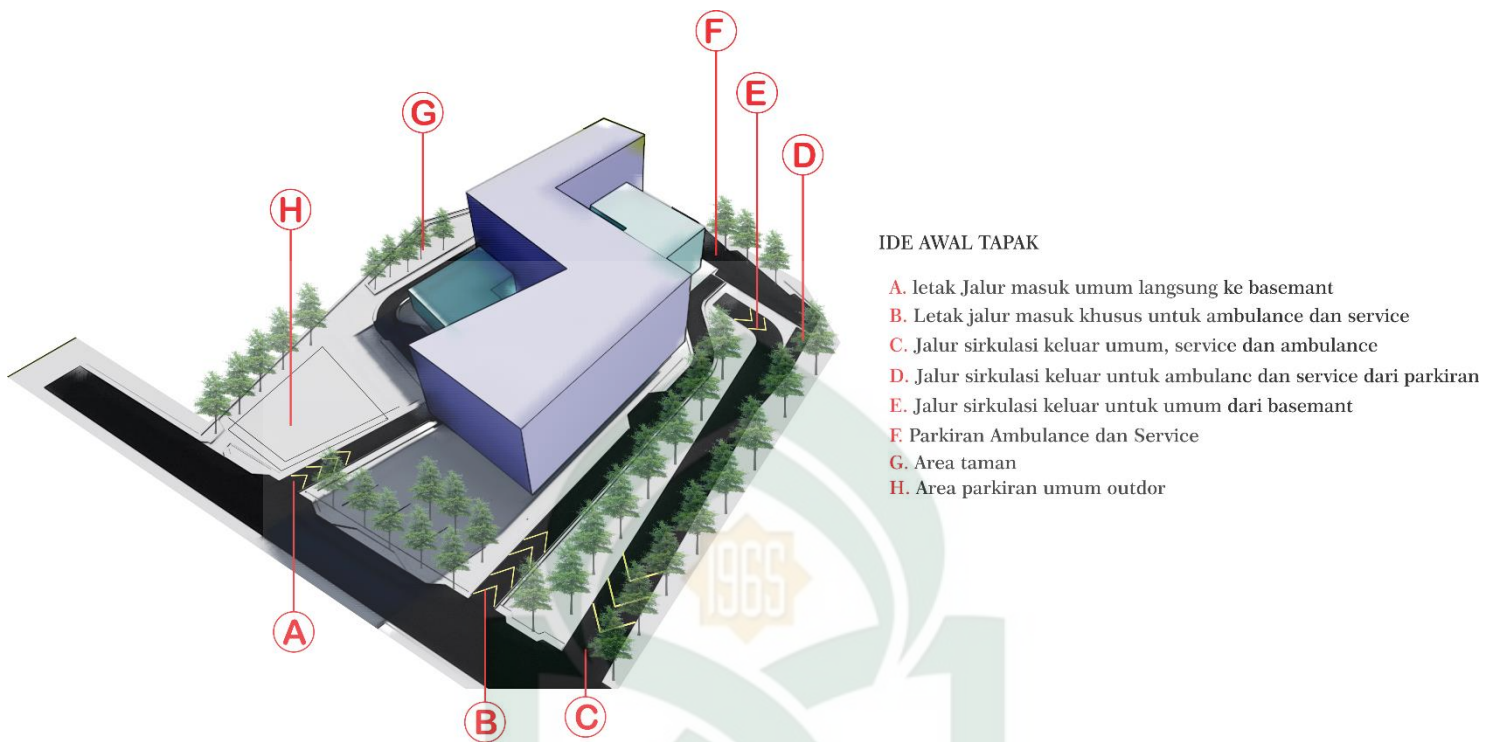 F
E
G
D
H
IDE AWAL TAPAK
A. letak Jalur masuk umum langsung ke basemant
B. Letak jalur masuk khusus untuk ambulance dan service
C. Jalur sirkulasi keluar umum, service dan ambulance
D. Jalur sirkulasi keluar untuk ambulanc dan service dari parkiran
E. Jalur sirkulasi keluar untuk umum dari basemant
F. Parkiran Ambulance dan Service
G. Area taman
H. Area parkiran umum outdor
1965
A
B
C